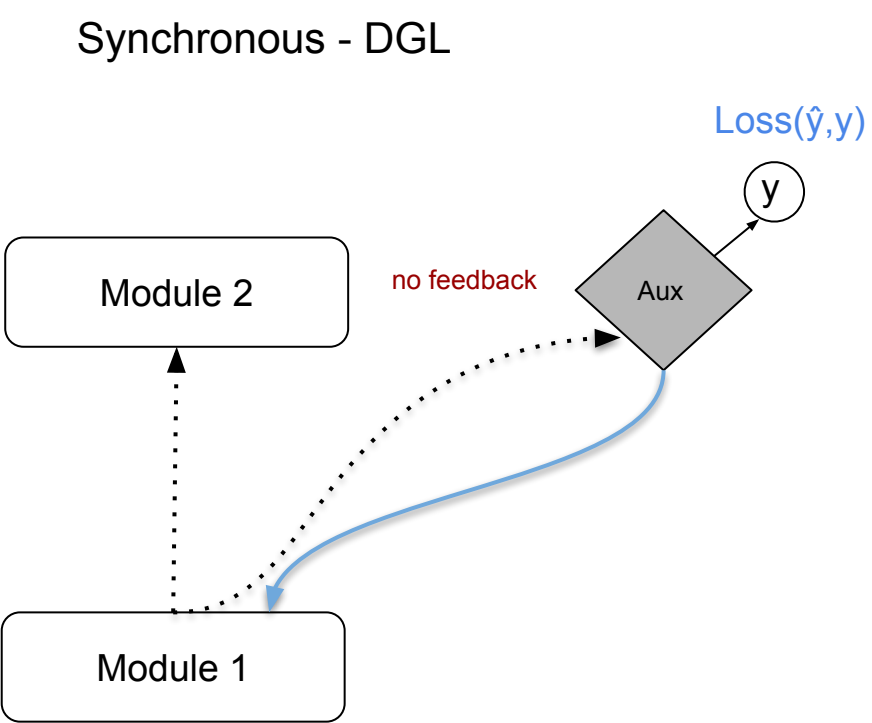 Synchronous - DGL
Loss(ŷ,y)
y
Module 2
no feedback
Aux
Module 1